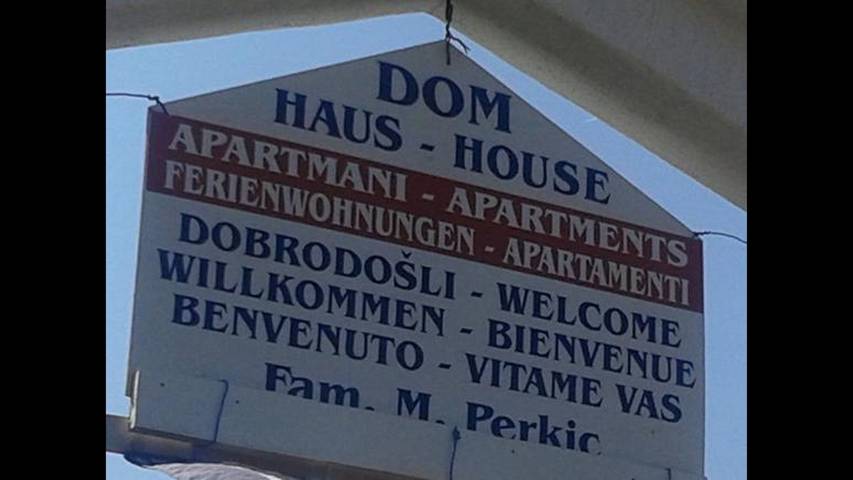 DOM
HAUS - HOUSE
APARTMANI - APARTMENTS
FERIENWOHNUNGEN - APARTAMENTI
DOBRODOŠLI - WELCOME
WILLKOMMEN - BIENVENUE
BENVENUTO - VITAME VAS
Fam. M. Perkic